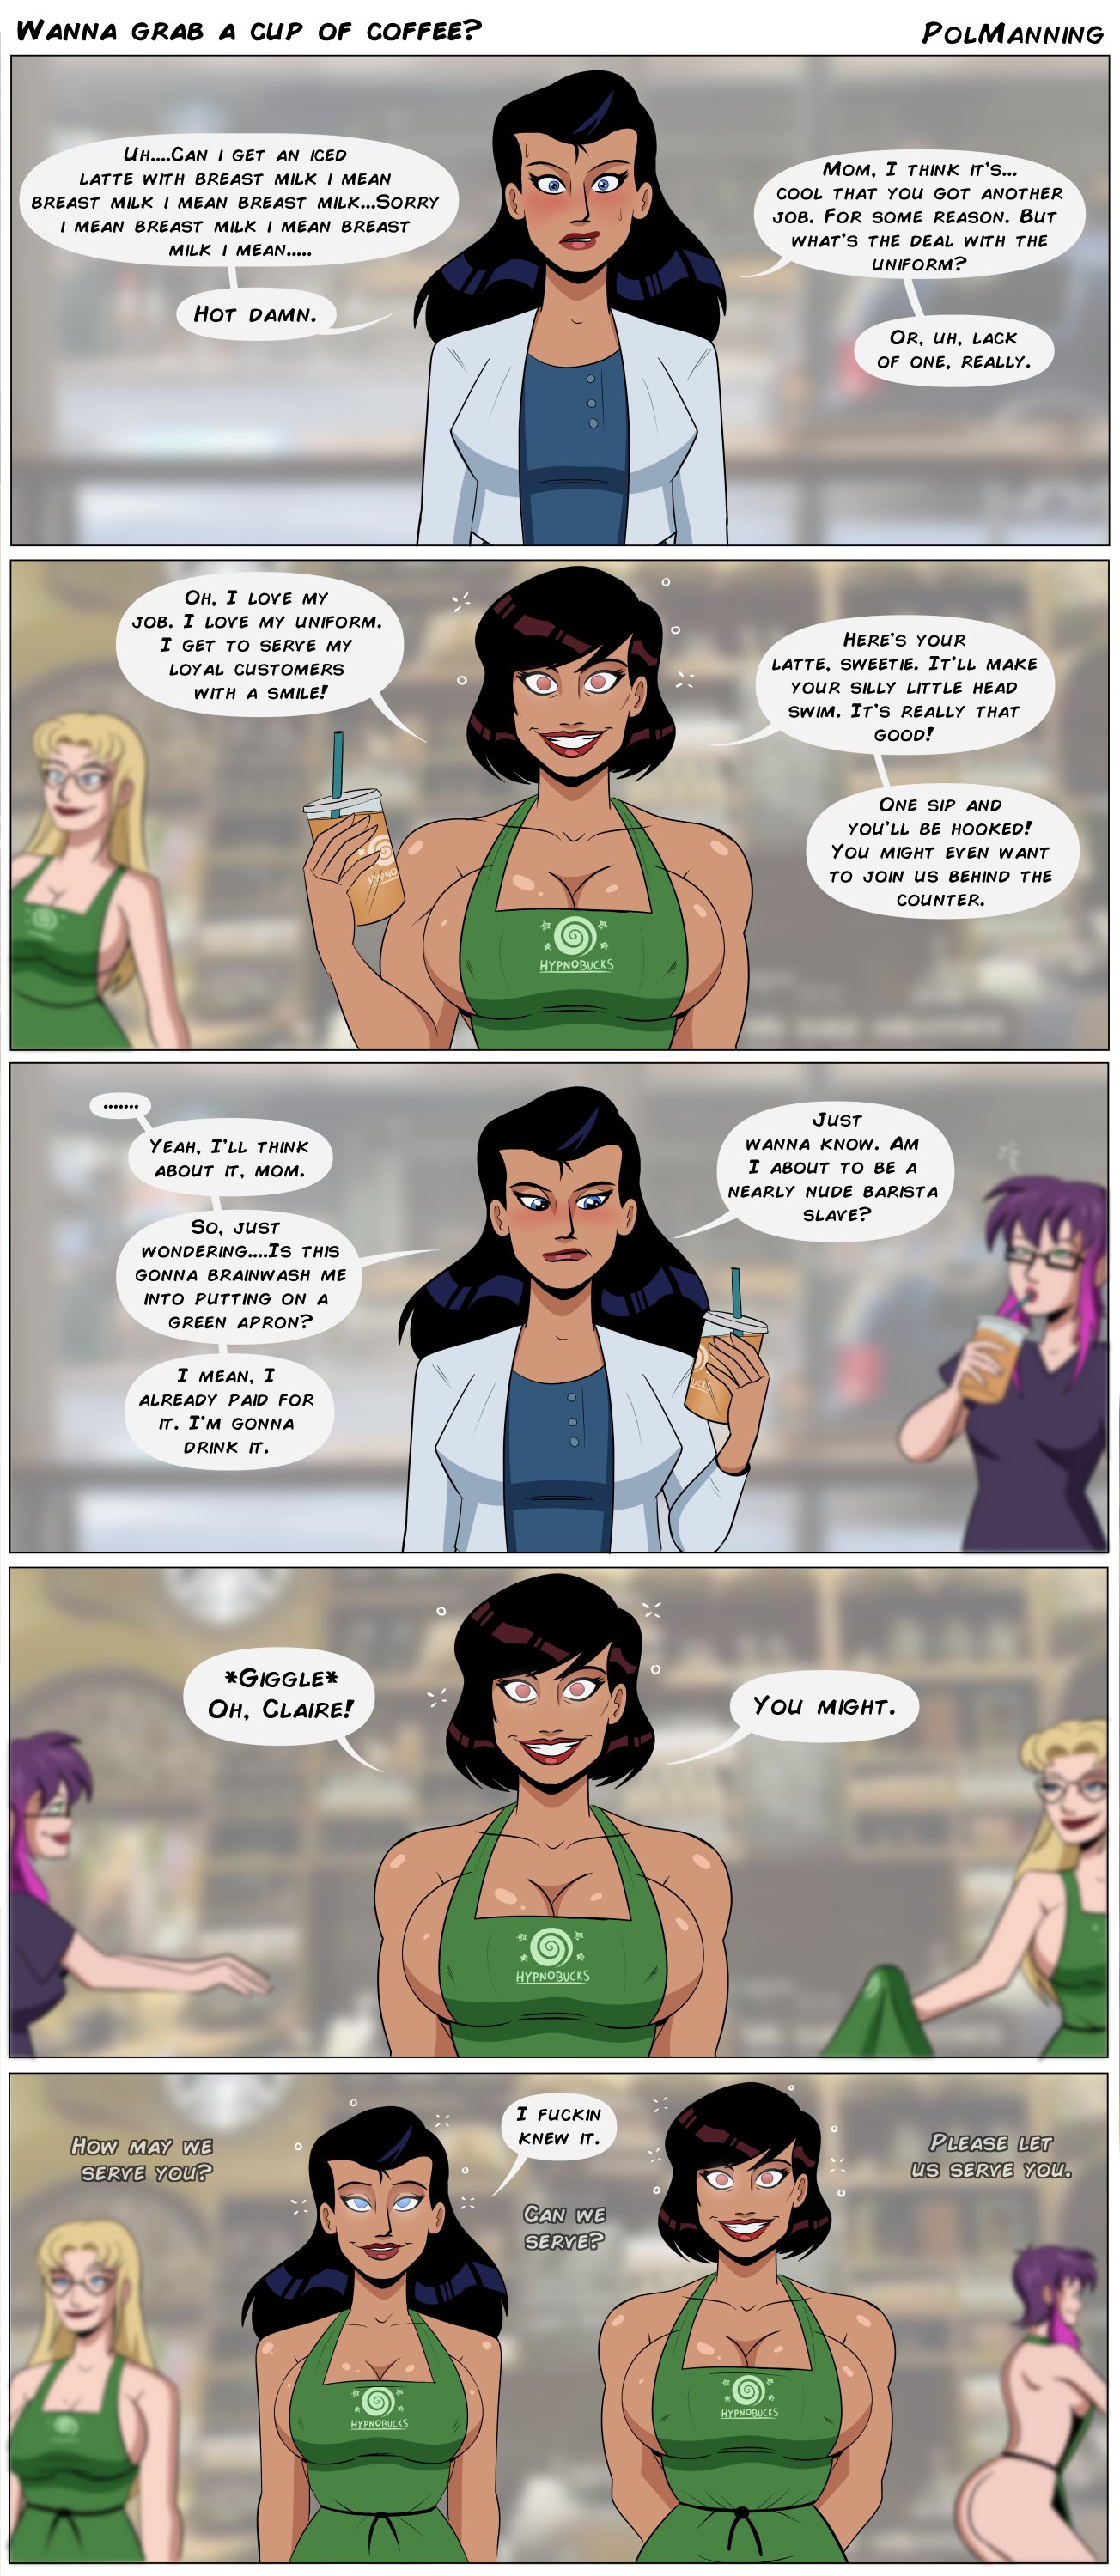 WANNA GRAB A CUP OF COFFEE?
POLMANNING
UH....CAN I GET AN ICED
LATTE WITH BREAST MILK I MEAN
BREAST MILK I MEAN BREAST MILK...SORRY
I MEAN BREAST MILK I MEAN BREAST
MILK I MEAN.....
HOT DAMN.
MOM, I THINK IT'S...
COOL THAT YOU GOT ANOTHER
JOB. FOR SOME REASON. BUT
WHAT'S THE DEAL WITH THE
UNIFORM?
OR, UH, LACK
OF ONE, REALLY.
OH, I LOVE MY
JOB. I LOVE MY UNIFORM.
I GET TO SERVE MY
LOYAL CUSTOMERS
WITH A SMILE!
HERE'S YOUR
LATTE, SWEETIE. IT'LL MAKE
YOUR SILLY LITTLE HEAD
SWIM. IT'S REALLY THAT
GOOD!
ONE SIP AND
YOU'LL BE HOOKED!
YOU MIGHT EVEN WANT
TO JOIN US BEHIND THE
COUNTER.
HYPNO
HYPNOBUCKS
.......
YEAH, I'LL THINK
ABOUT IT, MOM.
SO, JUST
WONDERING....IS THIS
GONNA BRAINWASH ME
INTO PUTTING ON A
GREEN APRON?
I MEAN, I
ALREADY PAID FOR
IT. I'M GONNA
DRINK IT.
JUST
WANNA KNOW. AM
I ABOUT TO BE A
NEARLY NUDE BARISTA
SLAVE?
UCKS
*GIGGLE*
OH, CLAIRE!
YOU MIGHT.
HYPNOBUCKS
I FUCKIN
KNEW IT.
HOW MAY WE
SERVE YOU?
CAN WE
SERVE?
PLEASE LET
US SERVE YOU.
HYPNOBUCKS
HYPNOBUCKS